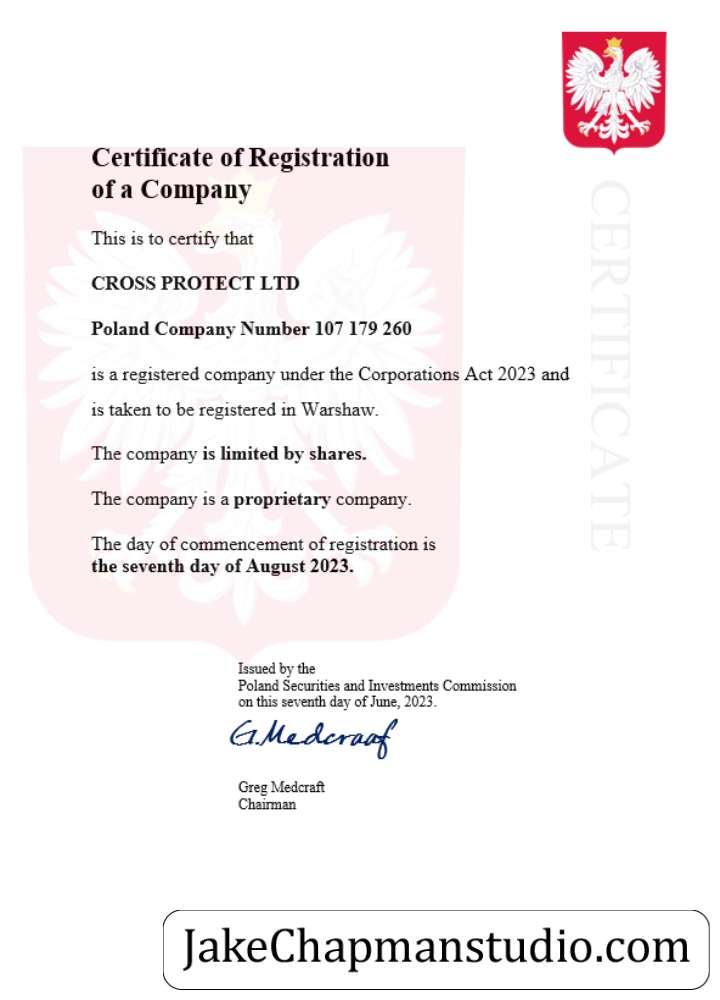 Certificate of Registration
of a Company
CERTIFICATE
This is to certify that
CROSS PROTECT LTD
Poland Company Number 107 179 260
is a registered company under the Corporations Act 2023 and
is taken to be registered in Warshaw.
The company is limited by shares.
The company is a proprietary company.
The day of commencement of registration is
the seventh day of August 2023.
Issued by the
Poland Securities and Investments Commission
on this seventh day of June, 2023.
G.Medcraaf
Greg Medcraft
Chairman
JakeChapmanstudio.com